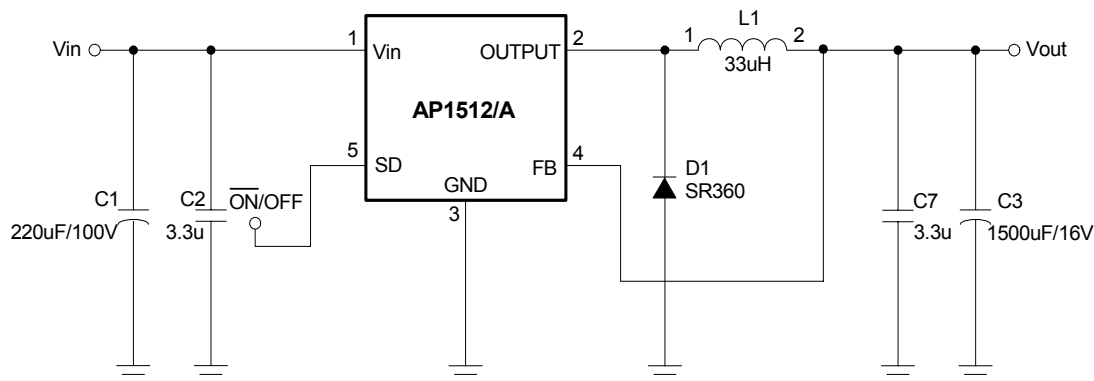 L1
Vin
1
Vin
OUTPUT
2
1
2
Vout
33uH
AP1512/A
5
SD
FB
4
D1
SR360
GND
C1
C2
ON/OFF
3
C7
C3
220uF/100V
3.3u
3.3u
1500uF/16V